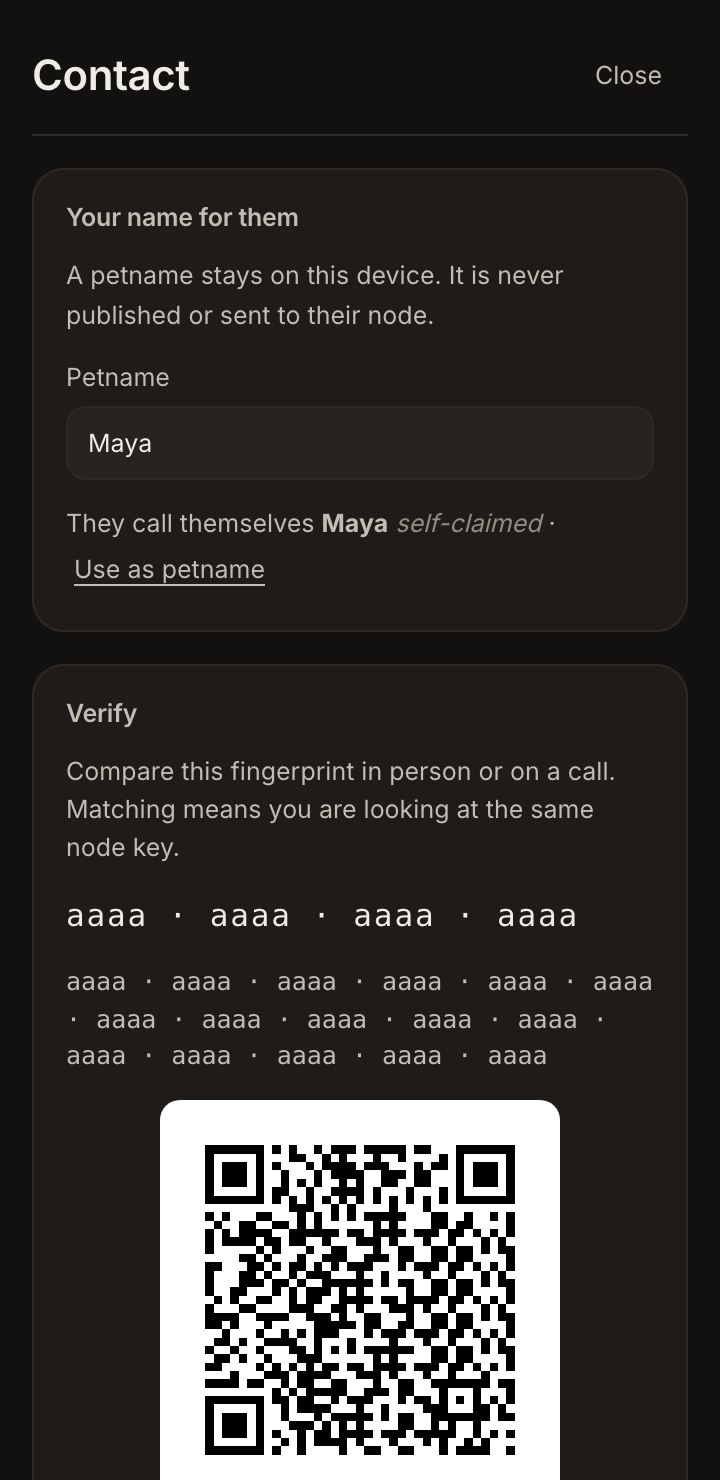 Contact
Close
Your name for them
A petname stays on this device. It is never
published or sent to their node.
Petname
Maya
They call themselves Maya self-claimed ·
Use as petname
Verify
Compare this fingerprint in person or on a call.
Matching means you are looking at the same
node key.
aaaa · aaaa · aaaa · aaaa
aaaa · aaaa · aaaa · aaaa · aaaa · aaaa
· aaaa · aaaa · aaaa · aaaa · aaaa ·
aaaa · aaaa · aaaa · aaaa · aaaa